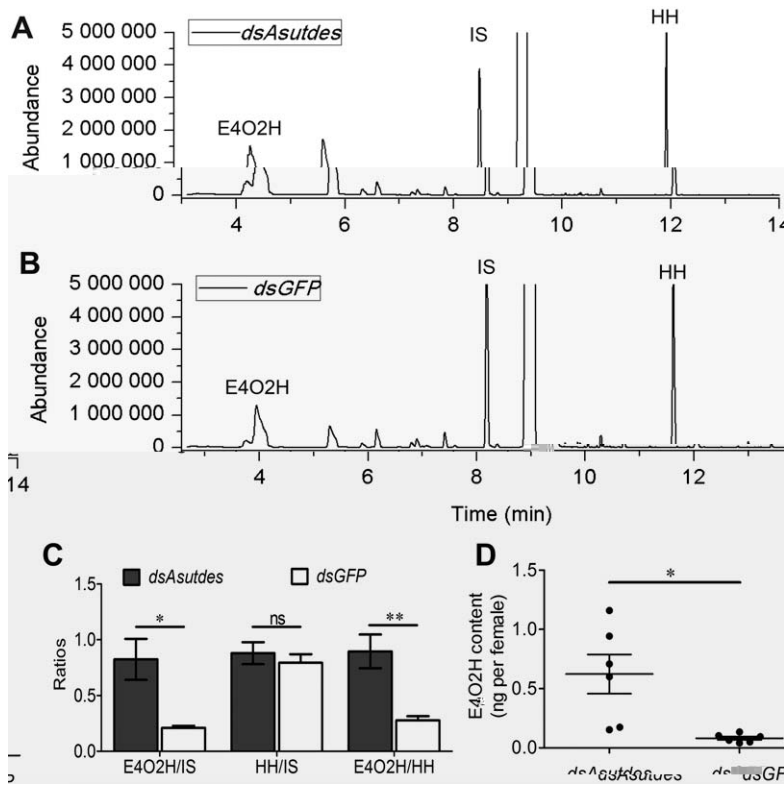 A
dsAsutdes
IS
HH
E4O2H
Abundance
5 000 000
4 000 000
3 000 000
2 000 000
1 000 000
0
4 6 8 10 12 14
B
dsGFP
IS
HH
E4O2H
Abundance
5 000 000
4 000 000
3 000 000
2 000 000
1 000 000
0
4 6 8 10 12
Time (min)
14
C
dsAsutdes
dsGFP
Ratios
1.5
1.0
0.5
0.0
* ns **
E4O2H/IS HH/IS E4O2H/HH
D
*
E4O2H content
(ng per female)
1.5
1.0
0.5
0.0